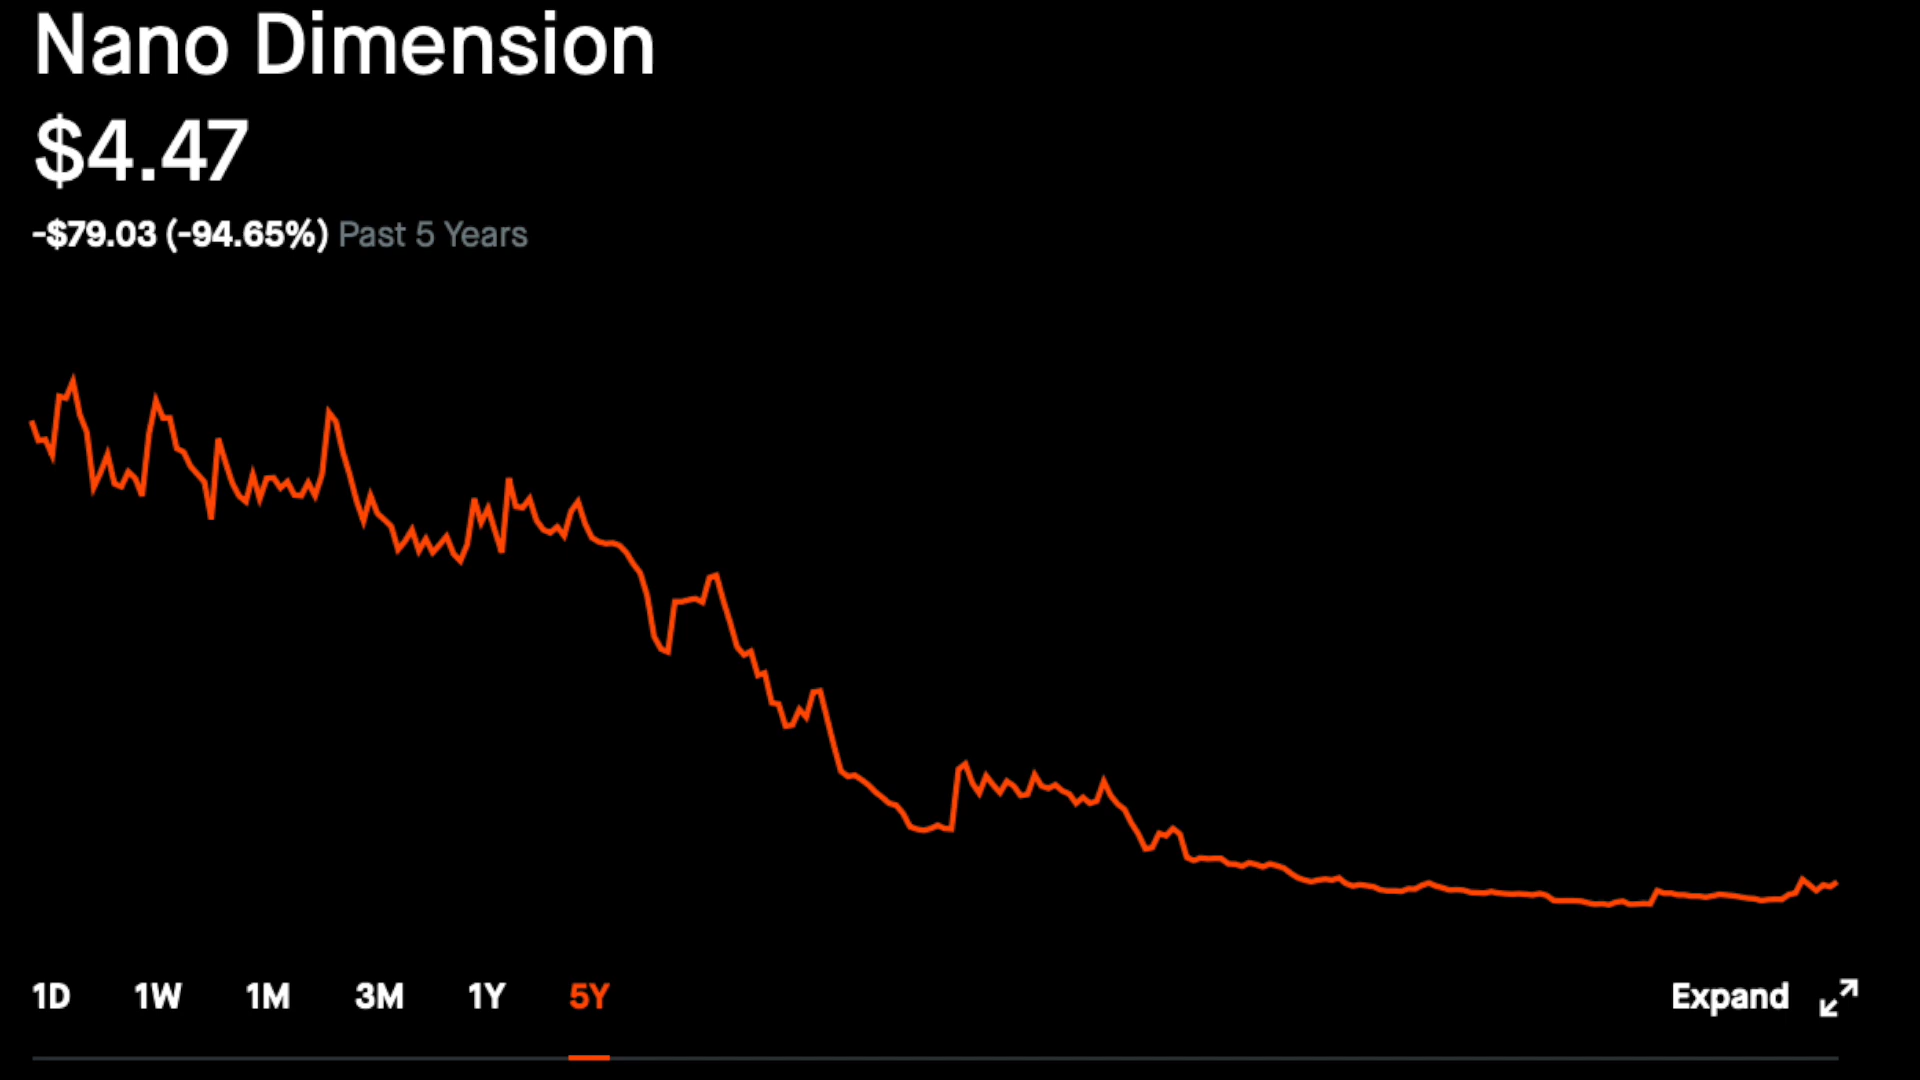 Nano Dimension
$4.47
-$79.03 (-94.65%) Past 5 Years
1D 1W 1M 3M 1Y 5Y Expand